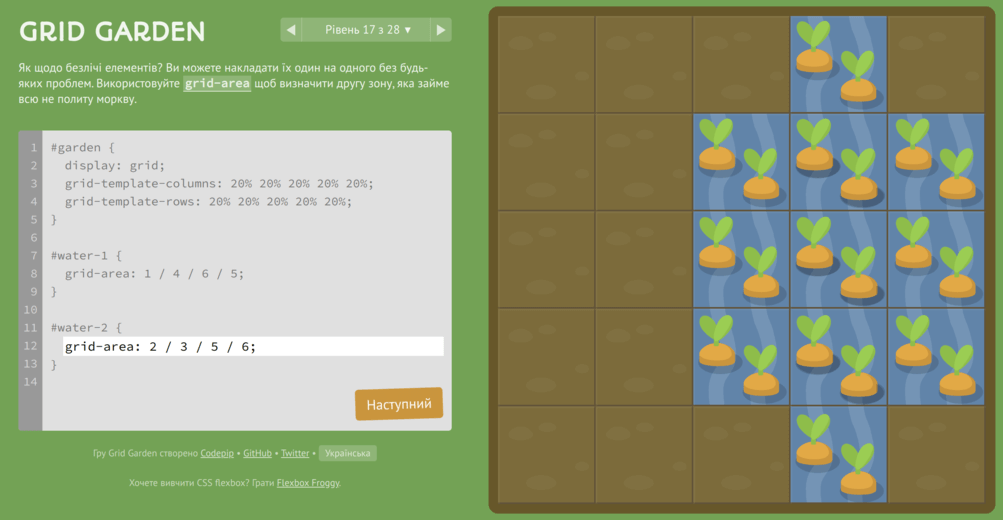 GRID GARDEN
◀ Рівень 17 з 28 ▼ ▶
Як щодо безлічі елементів? Ви можете накладати їх один на одного без будь-
яких проблем. Використовуйте grid-area щоб визначити другу зону, яка займе
всю не политу моркву.
1 #garden {
2 display: grid;
3 grid-template-columns: 20% 20% 20% 20% 20%;
4 grid-template-rows: 20% 20% 20% 20% 20%;
5 }
6
7 #water-1 {
8 grid-area: 1 / 4 / 6 / 5;
9 }
10
11 #water-2 {
12 grid-area: 2 / 3 / 5 / 6;
13 }
14
Наступний
Гру Grid Garden створено Codepip • GitHub • Twitter • Українська
Хочете вивчити CSS flexbox? Грати Flexbox Froggy.